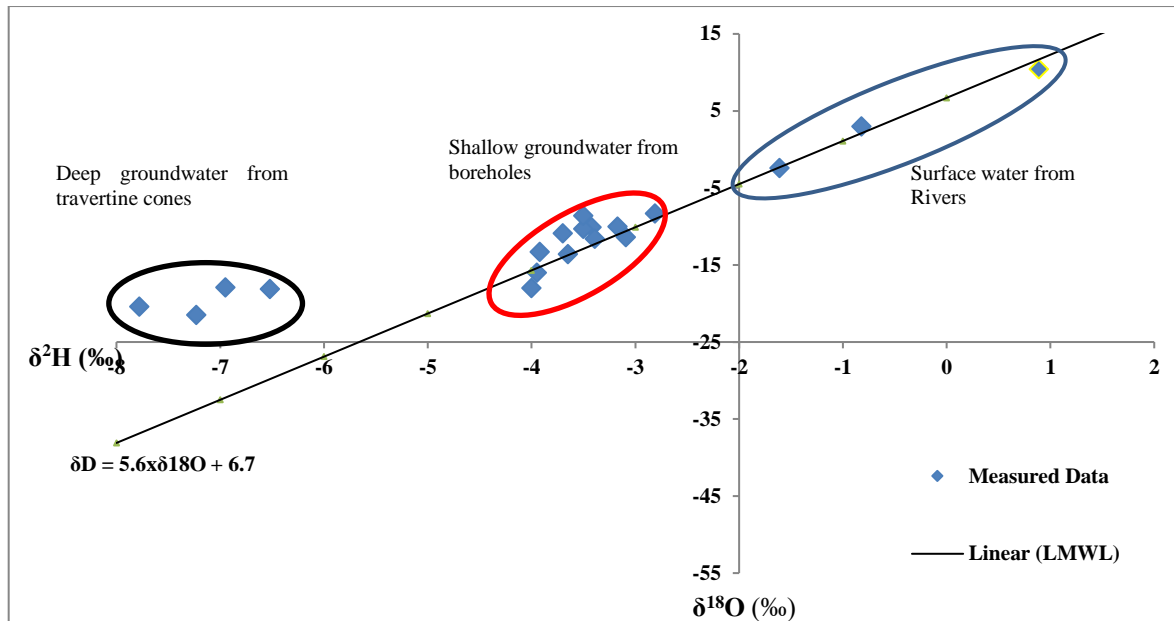 15
5
-5
-15
-25
-35
-45
-55
Deep groundwater from
travertine cones
Shallow groundwater from
boreholes
Surface water from
Rivers
δ²H (‰)
-8 -7 -6 -5 -4 -3 -2 -1 0 1 2
δD = 5.6xδ18O + 6.7
Measured Data
Linear (LMWL)
δ¹⁸O (‰)